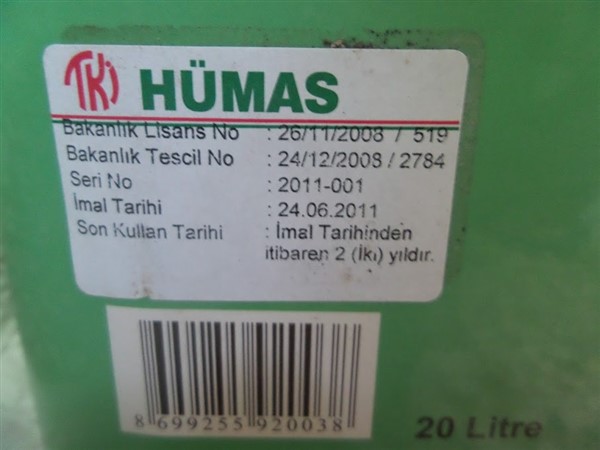 TKİ HÜMAS
Bakanlık Lisans No : 26/11/2008 / 519
Bakanlık Tescil No : 24/12/2008 / 2784
Seri No : 2011-001
İmal Tarihi : 24.06.2011
Son Kullan Tarihi : İmal Tarihinden
itibaren 2 (İki) yıldır.
8 699255 920038
20 Litre